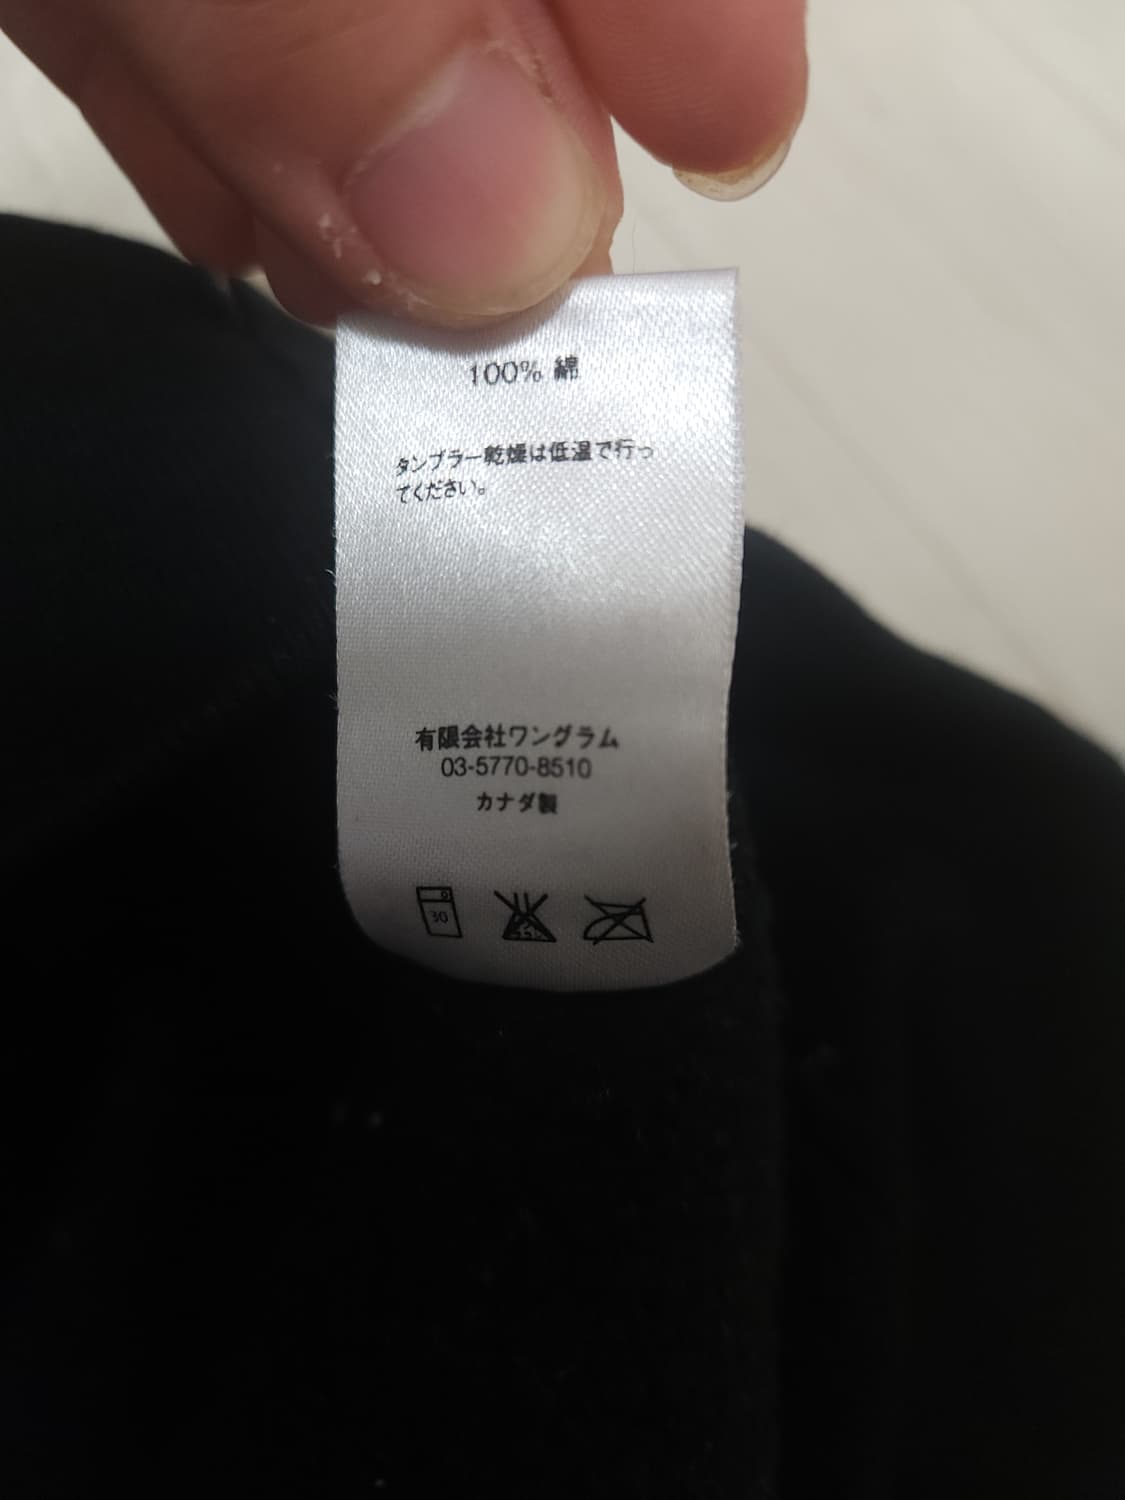 100% 綿
タンブラー乾燥は低温で行っ
てください。
有限会社ワングラム
03-5770-8510
カナダ製
30